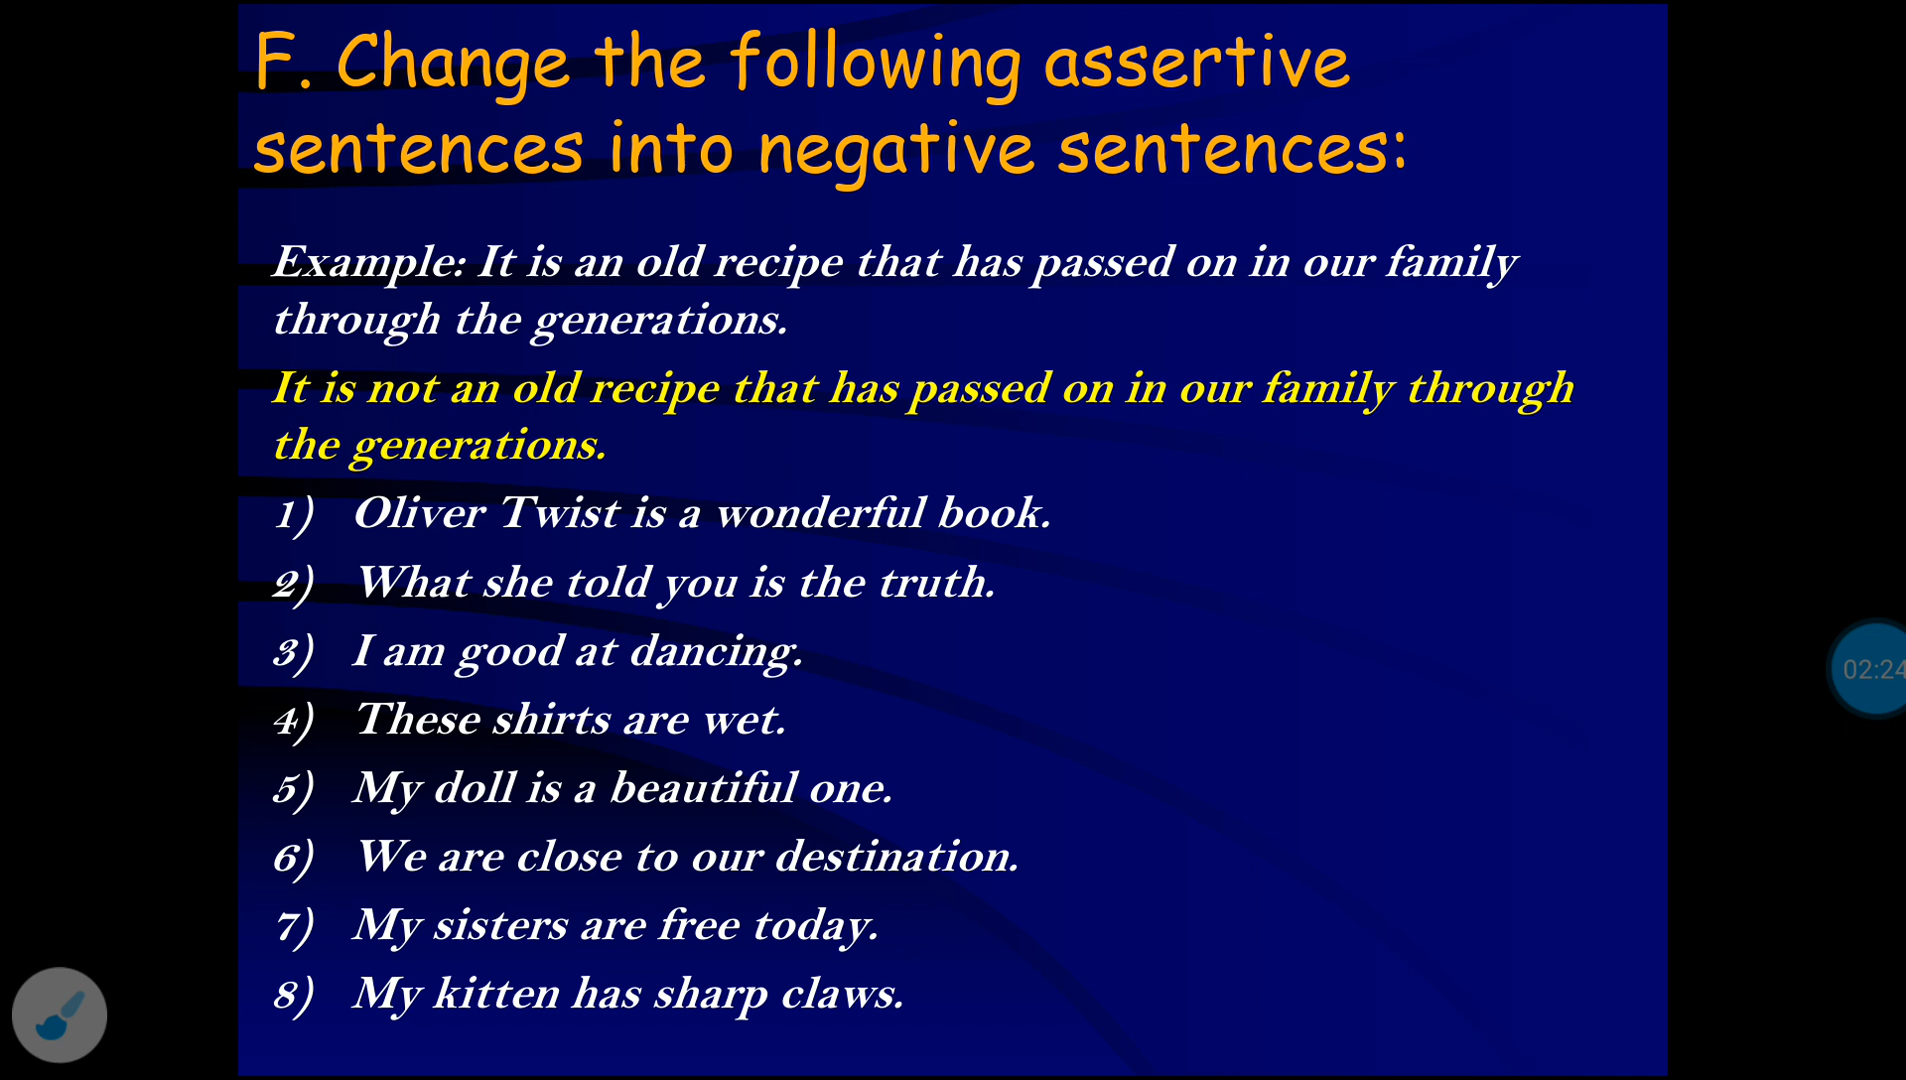 F. Change the following assertive
sentences into negative sentences:
Example: It is an old recipe that has passed on in our family
through the generations.
It is not an old recipe that has passed on in our family through
the generations.
1) Oliver Twist is a wonderful book.
2) What she told you is the truth.
3) I am good at dancing.
4) These shirts are wet.
5) My doll is a beautiful one.
6) We are close to our destination.
7) My sisters are free today.
8) My kitten has sharp claws.
02:24